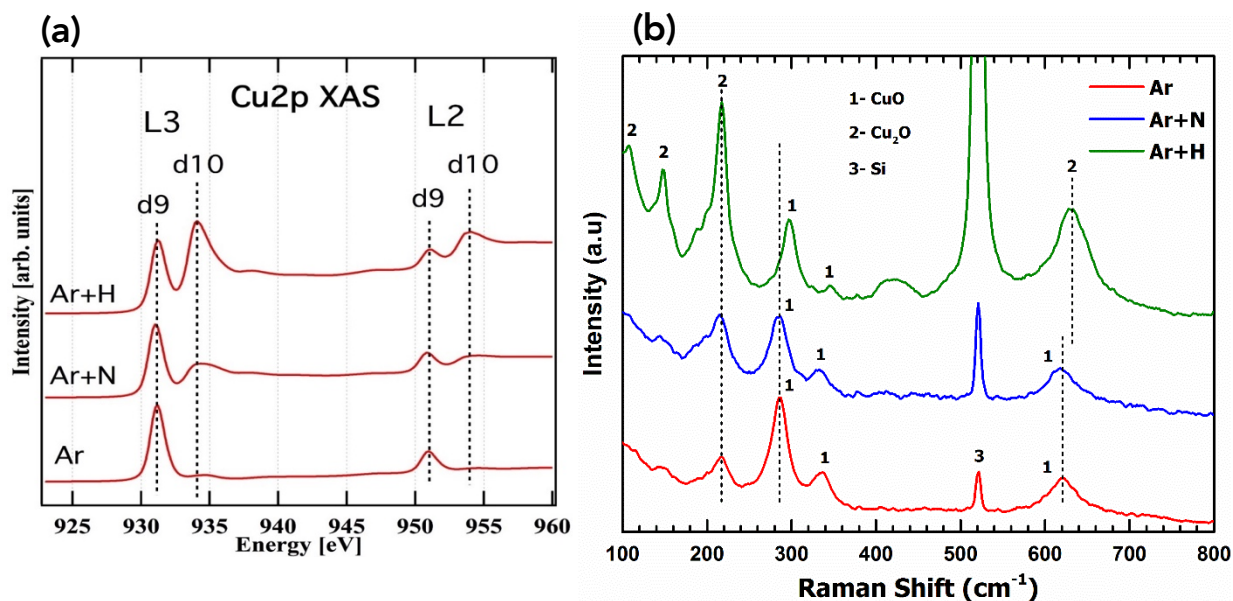 (a)
Cu2p XAS
L3
L2
d10
d10
d9
d9
Ar+H
Ar+N
Ar
Intensity [arb. units]
925 930 935 940 945 950 955 960
Energy [eV]
(b)
2
1- CuO
2- Cu₂O
3- Si
Ar
Ar+N
Ar+H
2
2
2
1
1
1
1
1
1
1
3
1
Intensity (a.u)
100 200 300 400 500 600 700 800
Raman Shift (cm⁻¹)